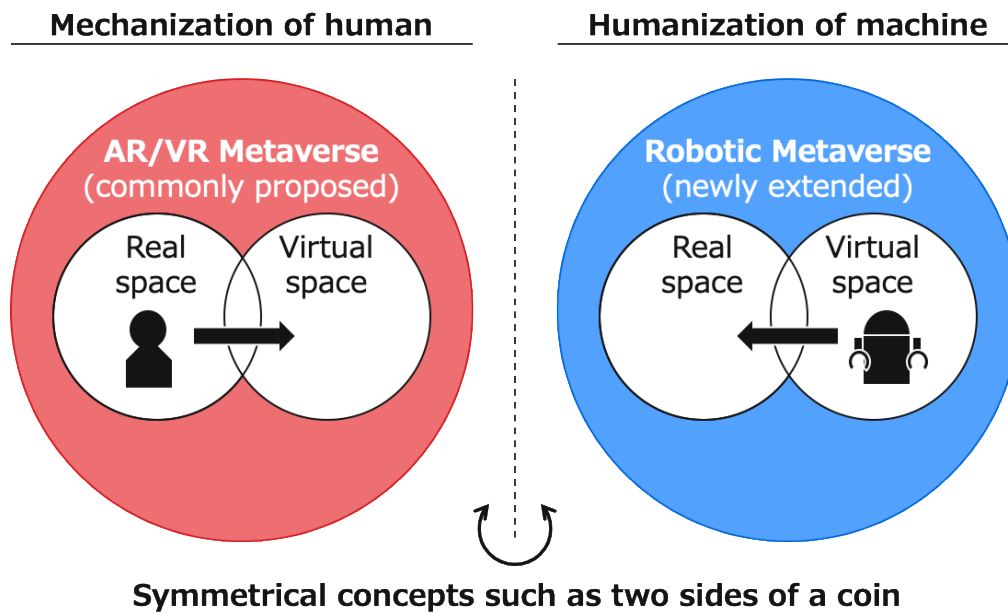 Mechanization of human
Humanization of machine
AR/VR Metaverse
(commonly proposed)
Real
space
Virtual
space
Robotic Metaverse
(newly extended)
Real
space
Virtual
space
Symmetrical concepts such as two sides of a coin